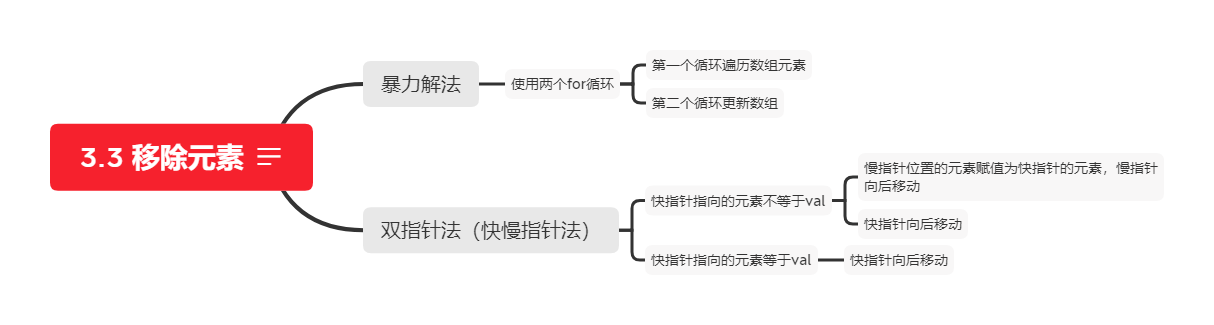 3.3 移除元素
暴力解法
使用两个for循环
第一个循环遍历数组元素
第二个循环更新数组
双指针法（快慢指针法）
快指针指向的元素不等于val
慢指针位置的元素赋值为快指针的元素，慢指针
向后移动
快指针向后移动
快指针指向的元素等于val
快指针向后移动